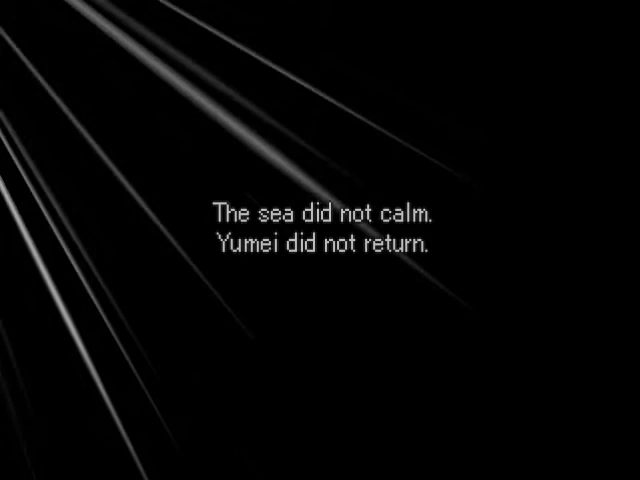 The sea did not calm.
Yumei did not return.